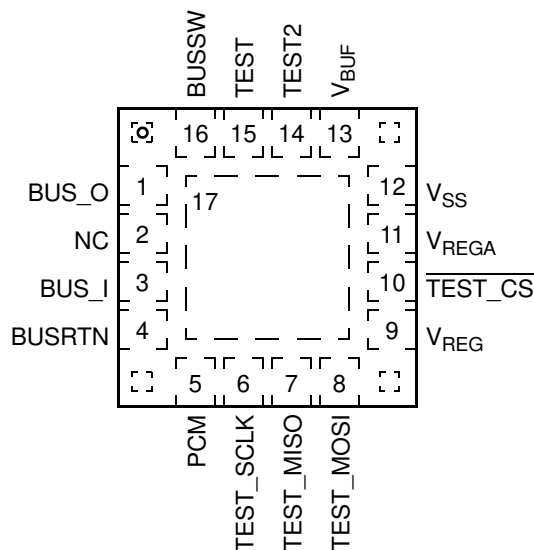 BUSSW
TEST
TEST2
VBUF
16
15
14
13
BUS_O
1
17
12
VSS
NC
2
11
VREGA
BUS_I
3
10
TEST_CS
BUSRTN
4
9
VREG
5
6
7
8
PCM
TEST_SCLK
TEST_MISO
TEST_MOSI